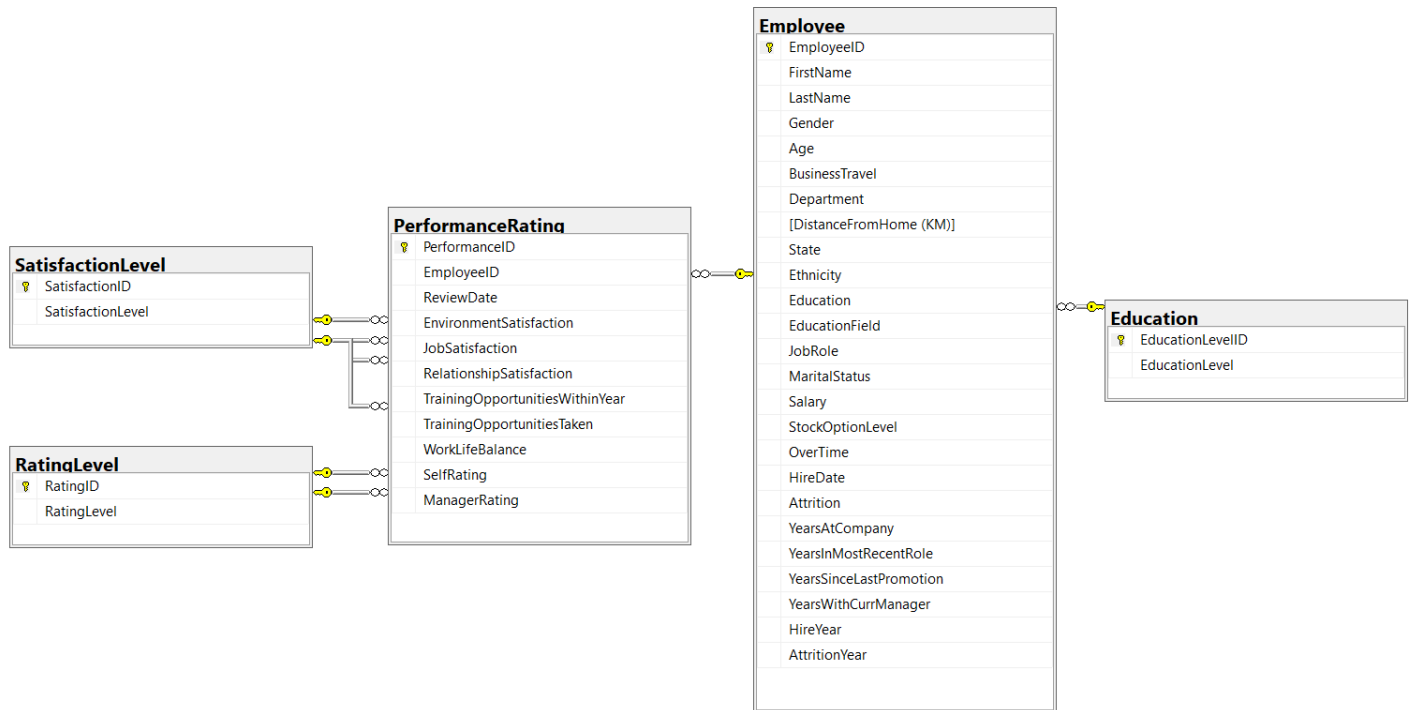 SatisfactionLevel
SatisfactionID
SatisfactionLevel
RatingLevel
RatingID
RatingLevel
PerformanceRating
PerformanceID
EmployeeID
ReviewDate
EnvironmentSatisfaction
JobSatisfaction
RelationshipSatisfaction
TrainingOpportunitiesWithinYear
TrainingOpportunitiesTaken
WorkLifeBalance
SelfRating
ManagerRating
Employee
EmployeeID
FirstName
LastName
Gender
Age
BusinessTravel
Department
[DistanceFromHome (KM)]
State
Ethnicity
Education
EducationField
JobRole
MaritalStatus
Salary
StockOptionLevel
OverTime
HireDate
Attrition
YearsAtCompany
YearsInMostRecentRole
YearsSinceLastPromotion
YearsWithCurrManager
HireYear
AttritionYear
Education
EducationLevelID
EducationLevel